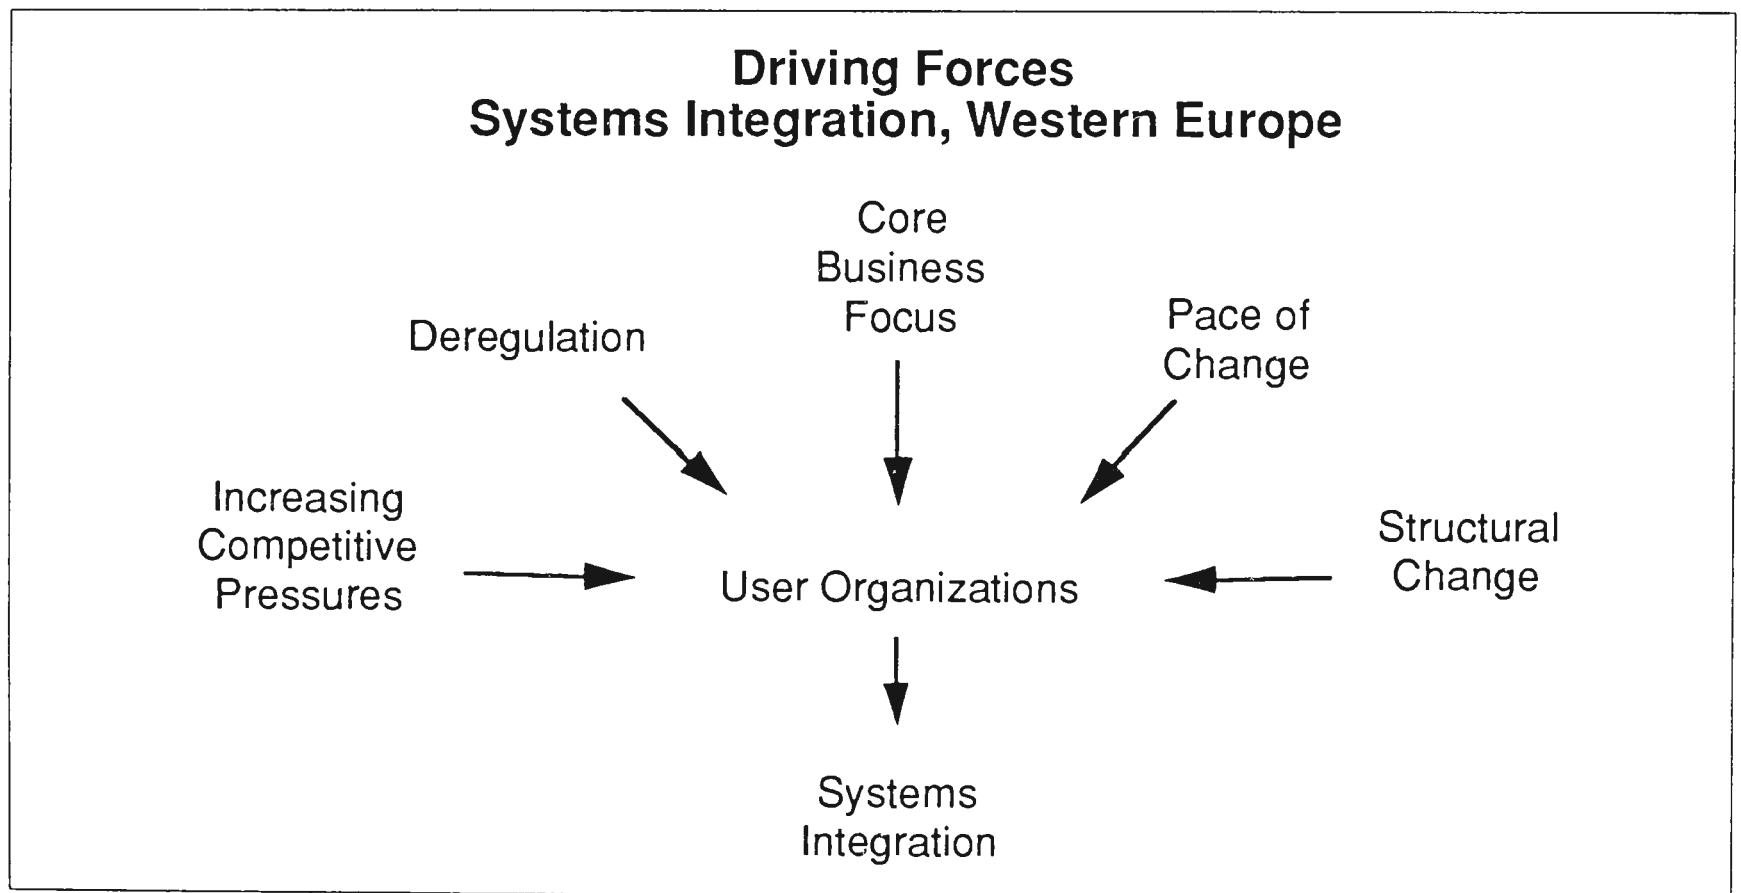 Driving Forces
Systems Integration, Western Europe
Core
Business
Focus
Deregulation
Pace of
Change
Increasing
Competitive
Pressures
Structural
Change
User Organizations
Systems
Integration